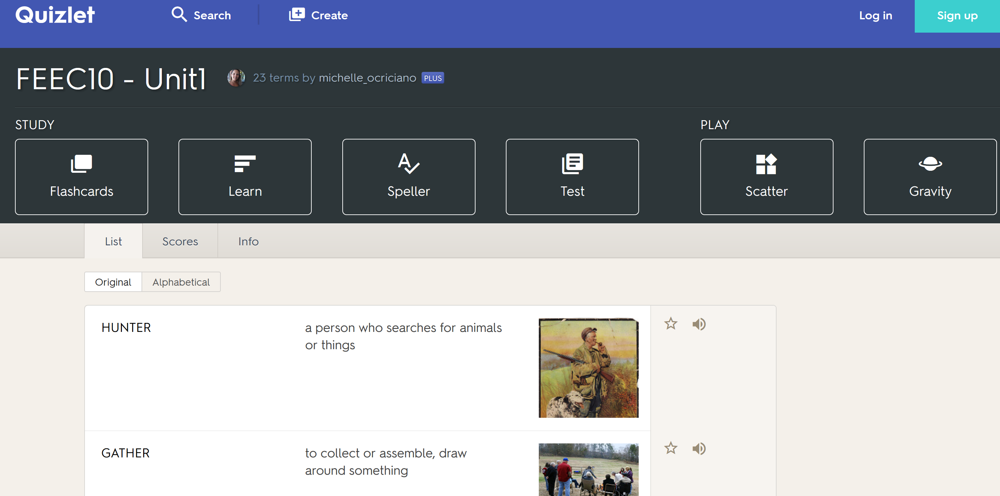 Quizlet
Search
Create
Log in
Sign up
FEEC10 - Unit1
23 terms by michelle_ocriciano PLUS
STUDY
PLAY
Flashcards
Learn
Speller
Test
Scatter
Gravity
List
Scores
Info
Original
Alphabetical
HUNTER
a person who searches for animals
or things
GATHER
to collect or assemble, draw
around something